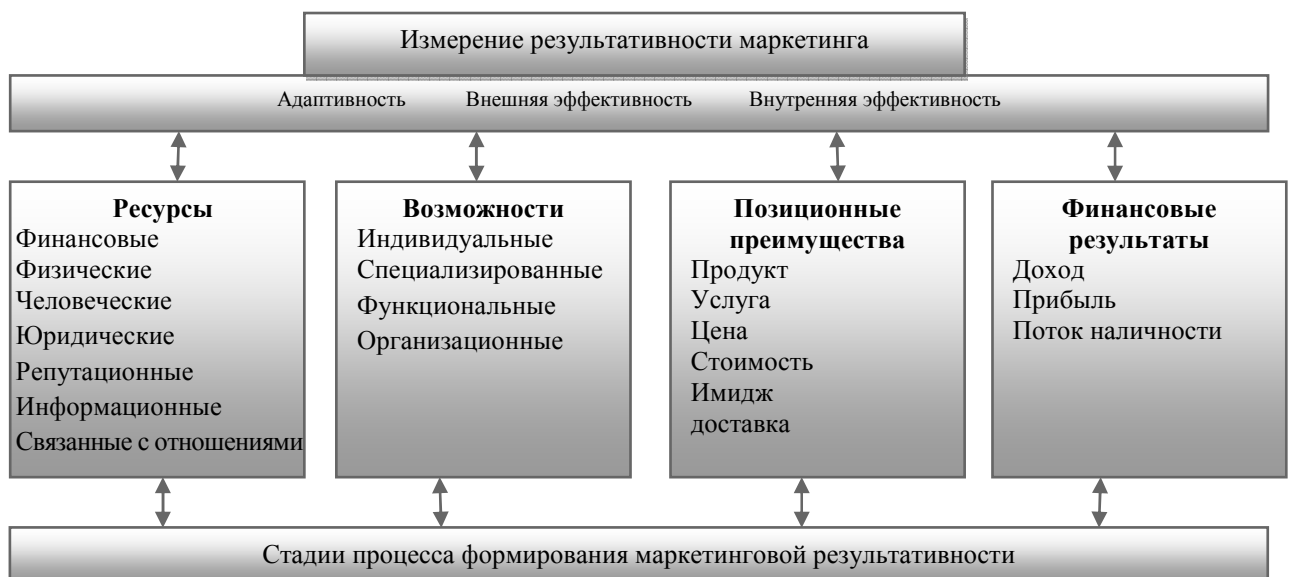 Измерение результативности маркетинга
Адаптивность Внешняя эффективность Внутренняя эффективность
Ресурсы
Финансовые
Физические
Человеческие
Юридические
Репутационные
Информационные
Связанные с отношениями
Возможности
Индивидуальные
Специализированные
Функциональные
Организационные
Позиционные
преимущества
Продукт
Услуга
Цена
Стоимость
Имидж
доставка
Финансовые
результаты
Доход
Прибыль
Поток наличности
Стадии процесса формирования маркетинговой результативности